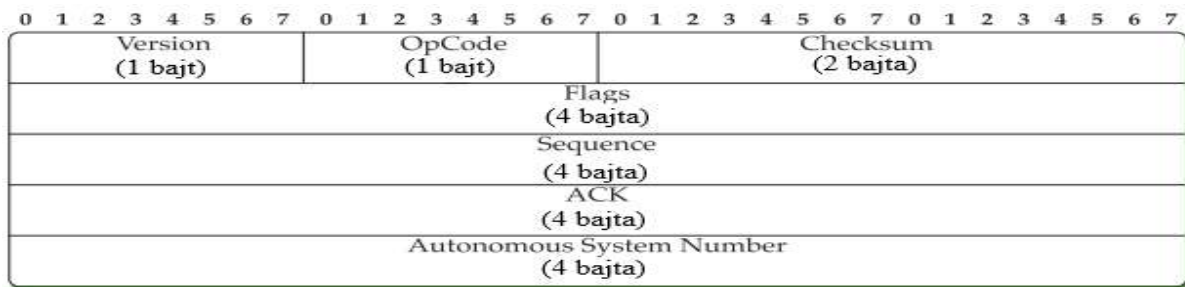 0 1 2 3 4 5 6 7 0 1 2 3 4 5 6 7 0 1 2 3 4 5 6 7 0 1 2 3 4 5 6 7
Version OpCode Checksum
(1 bajt) (1 bajt) (2 bajta)
Flags
(4 bajta)
Sequence
(4 bajta)
ACK
(4 bajta)
Autonomous System Number
(4 bajta)